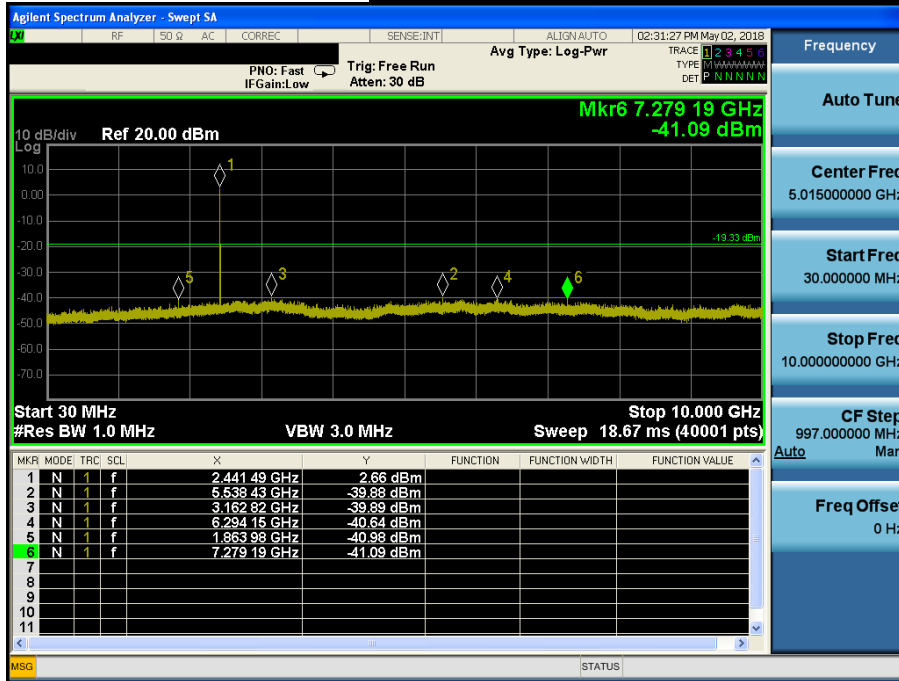 Agilent Spectrum Analyzer - Swept SA
LXI RF 50 Ω AC CORREC SENSE:INT ALIGN AUTO 02:31:27 PM May 02, 2018
Frequency
Avg Type: Log-Pwr TRACE 1 2 3 4 5 6
PNO: Fast Trig: Free Run TYPE M WWWWW
IFGain:Low Atten: 30 dB DET P N N N N N
Auto Tune
Mkr6 7.279 19 GHz
10 dB/div Ref 20.00 dBm -41.09 dBm
Log
10.0
0.00
-10.0
-20.0
-30.0
-40.0
-50.0
-60.0
-70.0
1
5
3
2
4
6
-19.33 dBm
Start 30 MHz Stop 10.000 GHz
#Res BW 1.0 MHz VBW 3.0 MHz Sweep 18.67 ms (40001 pts)
MKR MODE TRC SCL X Y FUNCTION FUNCTION WIDTH FUNCTION VALUE
1 N 1 f 2.441 49 GHz 2.66 dBm
2 N 1 f 5.538 43 GHz -39.88 dBm
3 N 1 f 3.162 82 GHz -39.89 dBm
4 N 1 f 6.294 15 GHz -40.64 dBm
5 N 1 f 1.863 98 GHz -40.98 dBm
6 N 1 f 7.279 19 GHz -41.09 dBm
7
8
9
10
11
Center Freq
5.015000000 GHz
Start Freq
30.000000 MHz
Stop Freq
10.000000000 GHz
CF Step
997.000000 MHz
Auto Man
Freq Offset
0 Hz
MSG STATUS